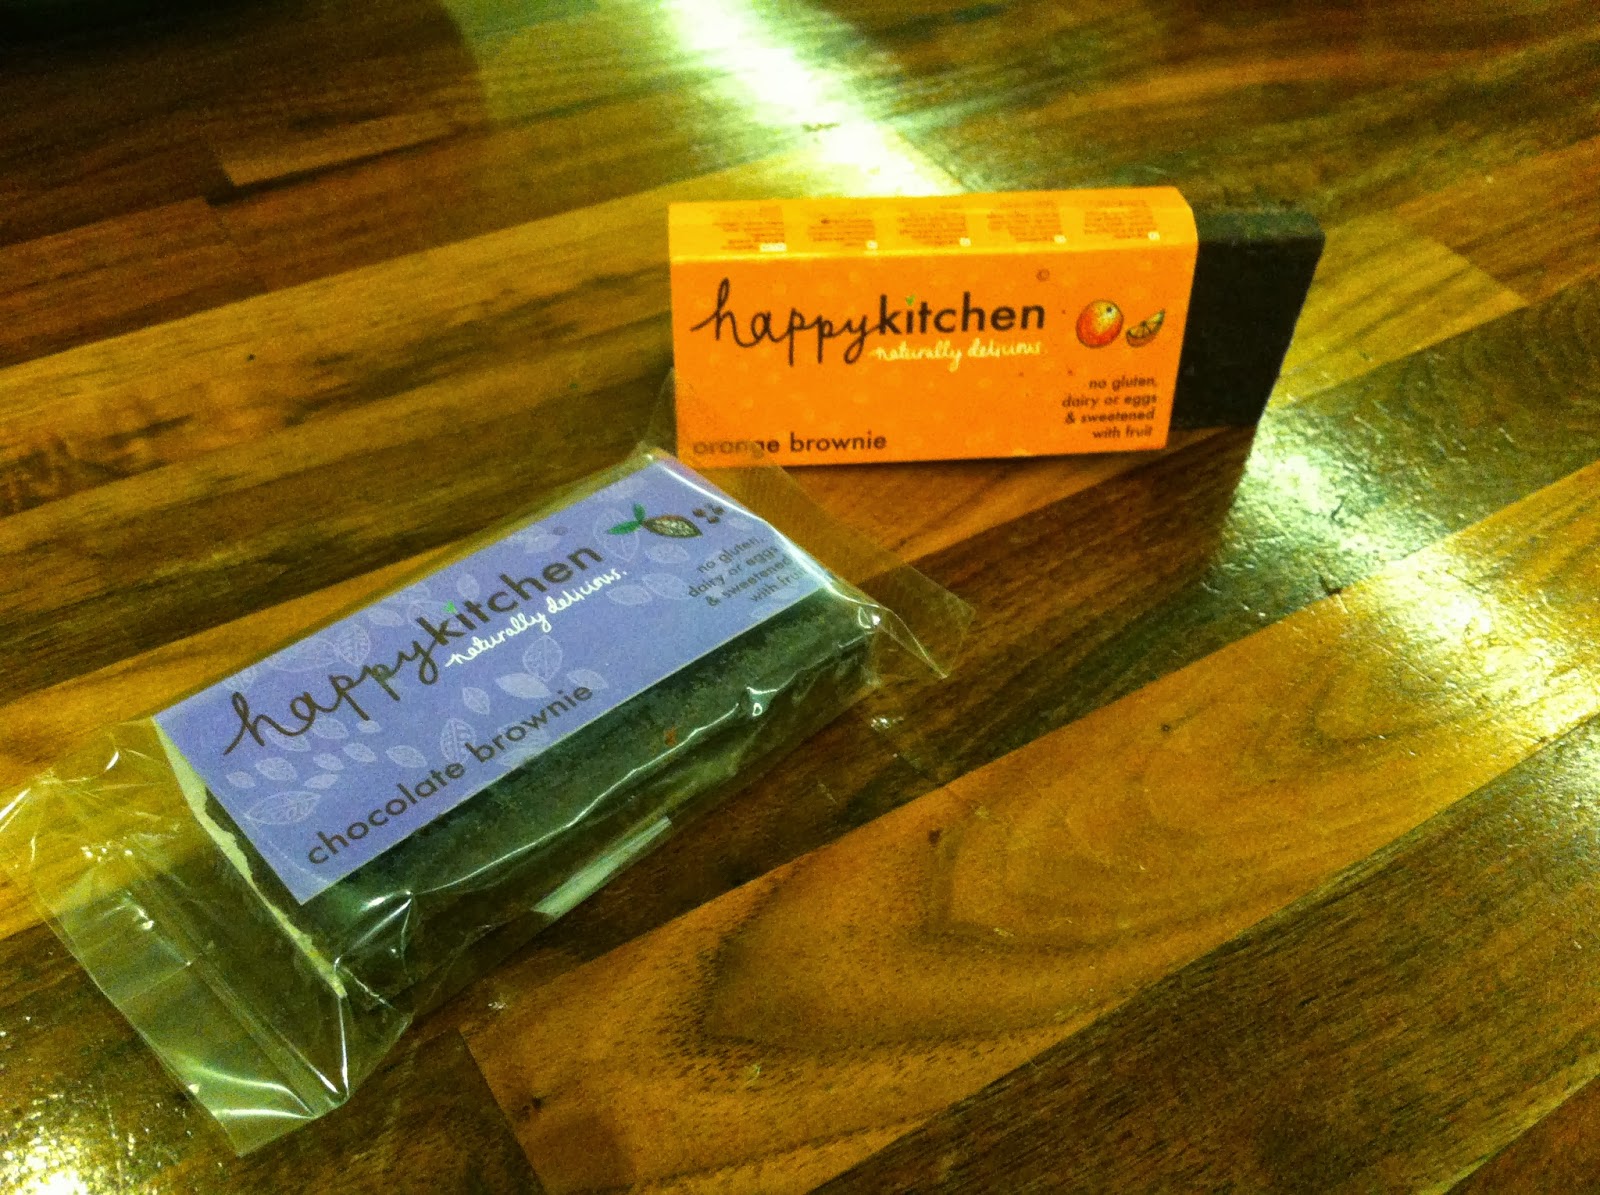 happykitchen
©
naturally delicious.
no gluten,
dairy or eggs
& sweetened
with fruit
orange brownie
happykitchen
naturally delicious.
no gluten,
dairy or eggs
& sweetened
with fruit
chocolate brownie